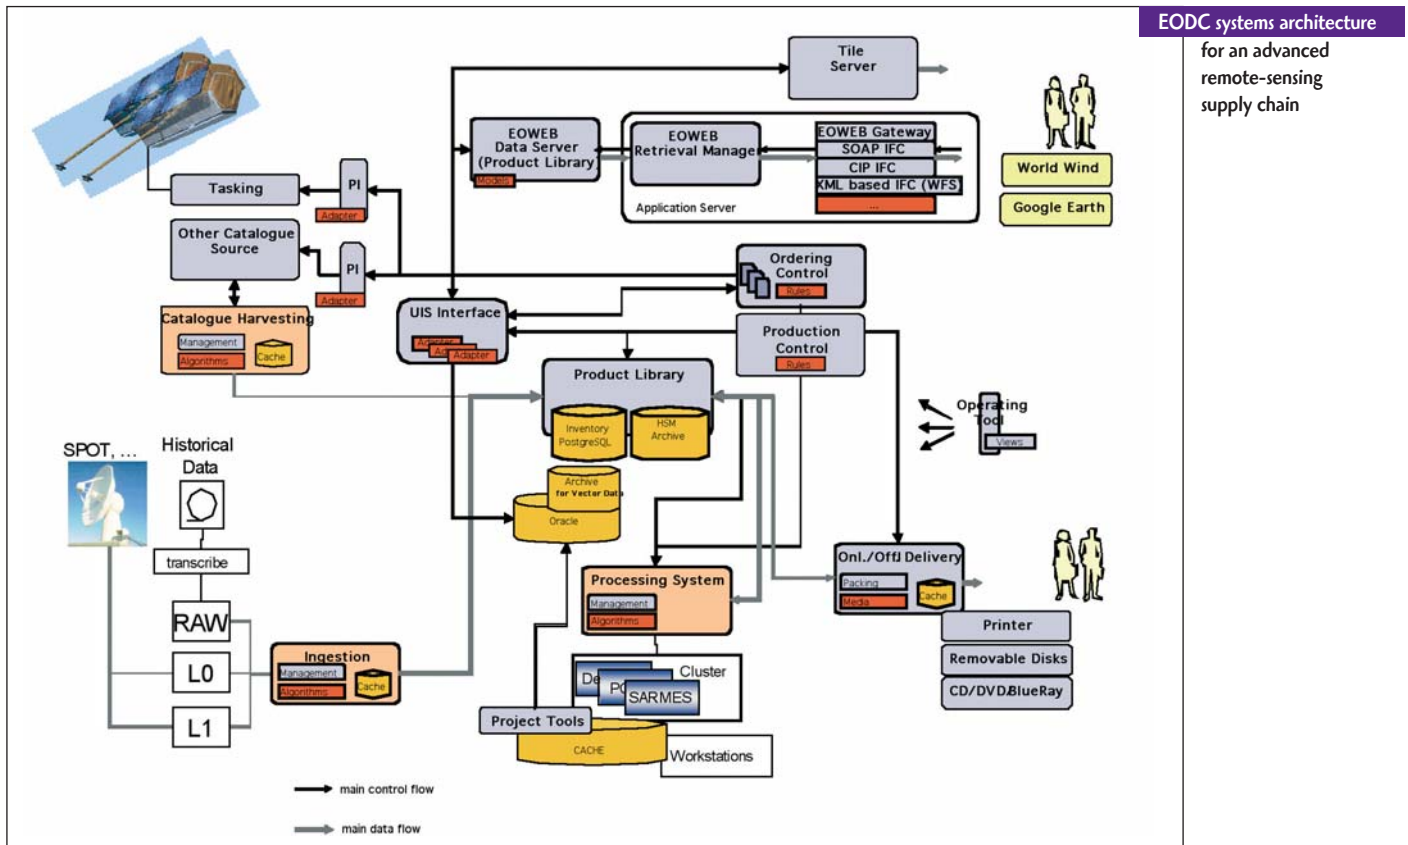 EODC systems architecture
for an advanced
remote-sensing
supply chain
Tile
Server
EOWEB
Data Server
(Product Library)
Models
EOWEB
Retrieval Manager
EOWEB Gateway
SOAP IFC
CIP IFC
XML based IFC (WFS)
...
Application Server
World Wind
Google Earth
Tasking
PI
Adapter
Other Catalogue
Source
PI
Adapter
Ordering
Control
Rules
Catalogue Harvesting
Management
Algorithms
Cache
UIS Interface
Adapter
Adapter
Production
Control
Rules
Product Library
Inventory
PostgreSQL
HSM
Archive
Operating
Tool
Views
SPOT, ...
Historical
Data
transcribe
RAW
L0
L1
Archive
for Vector Data
Oracle
Processing System
Management
Algorithms
Onl./Offl Delivery
Packing
Media
Cache
Printer
Removable Disks
CD/DVD/BlueRay
Ingestion
Management
Algorithms
Cache
De
PO
SARMES
Cluster
Project Tools
CACHE
Workstations
main control flow
main data flow